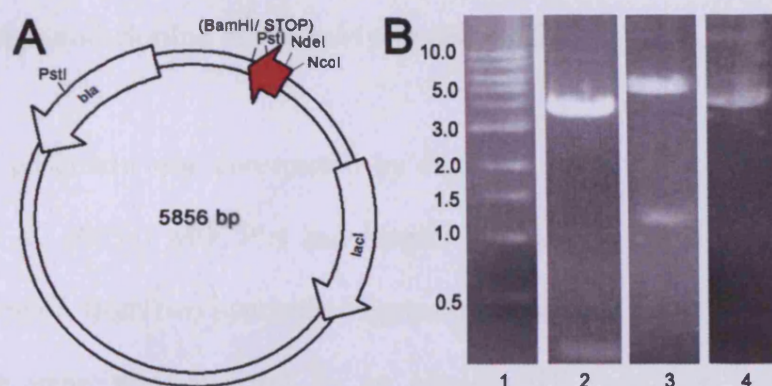 A
(BamHI/ STOP)
PstI
NdeI
NcoI
PstI
bla
5856 bp
lacI
B
10.0
5.0
3.0
2.0
1.5
1.0
0.5
1 2 3 4